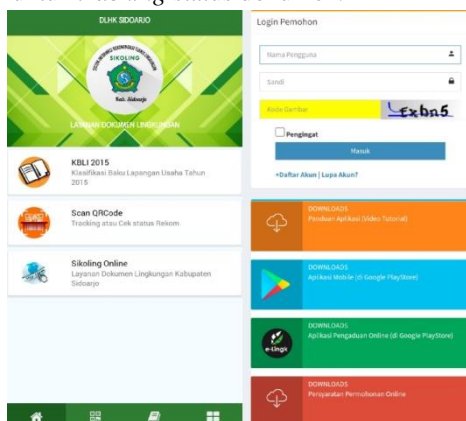 DLHK SIDOARJO
SIKOLING
Kab. Sidoarjo
LAYANAN DOKUMEN LINGKUNGAN
KBLI 2015
Klasifikasi Baku Lapangan Usaha Tahun
2015
Scan QRCode
Tracking atau Cek status Rekom
Sikoling Online
Layanan Dokumen Lingkungan Kabupaten
Sidoarjo
Login Pemohon
Nama Pengguna
Sandi
Kode Gambar
Exbn5
Pengingat
Masuk
+Daftar Akun | Lupa Akun?
DOWNLOADS
Panduan Aplikasi (Video Tutorial)
DOWNLOADS
Aplikasi Mobile (di Google PlayStore)
e-Lingk
DOWNLOADS
Aplikasi Pengaduan Online (di Google PlayStore)
DOWNLOADS
Persyaratan Permohonan Online